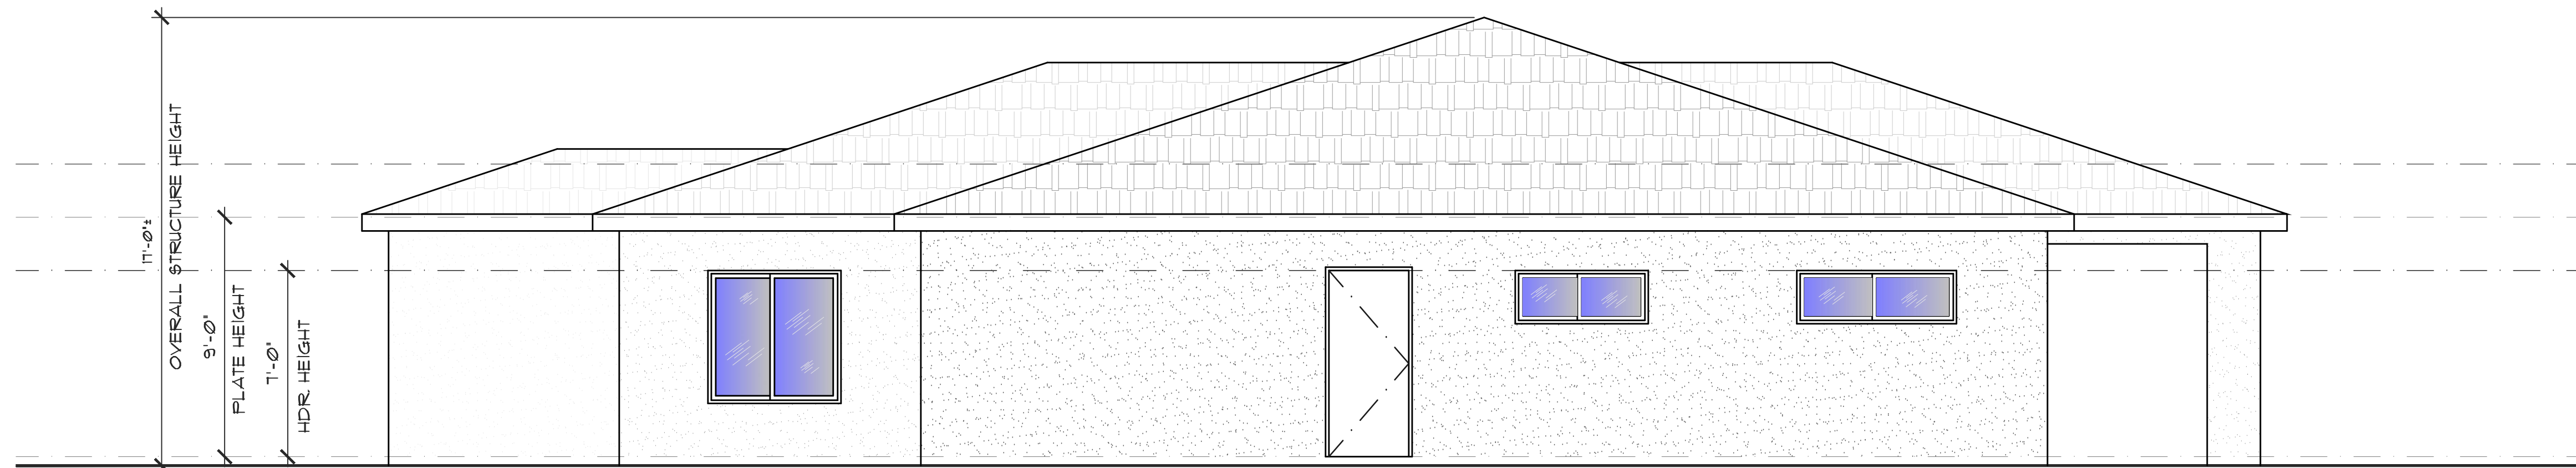 17'-0"±
OVERALL STRUCTURE HEIGHT
9'-0"
PLATE HEIGHT
7'-0"
HDR. HEIGHT